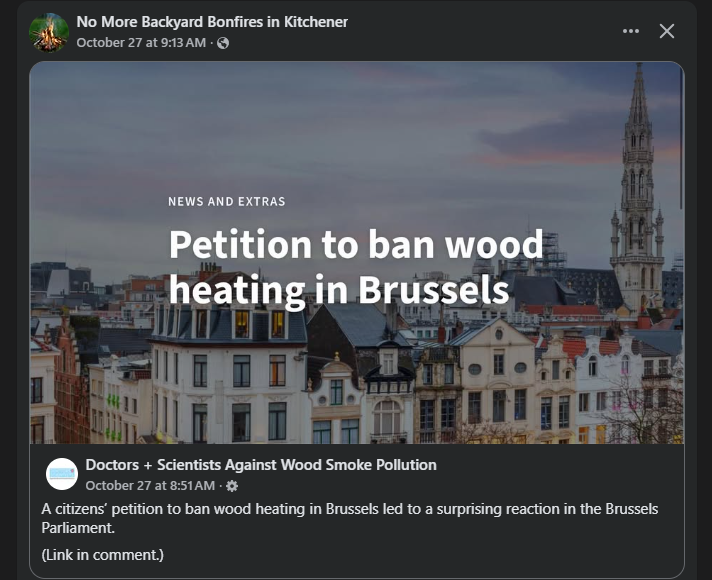 No More Backyard Bonfires in Kitchener
October 27 at 9:13 AM ·
NEWS AND EXTRAS
Petition to ban wood
heating in Brussels
Doctors + Scientists Against Wood Smoke Pollution
October 27 at 8:51 AM ·
A citizens’ petition to ban wood heating in Brussels led to a surprising reaction in the Brussels
Parliament.
(Link in comment.)